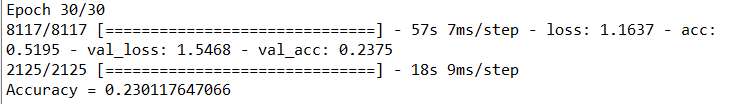 Epoch 30/30
8117/8117 [==============================] - 57s 7ms/step - loss: 1.1637 - acc:
0.5195 - val_loss: 1.5468 - val_acc: 0.2375
2125/2125 [==============================] - 18s 9ms/step
Accuracy = 0.230117647066